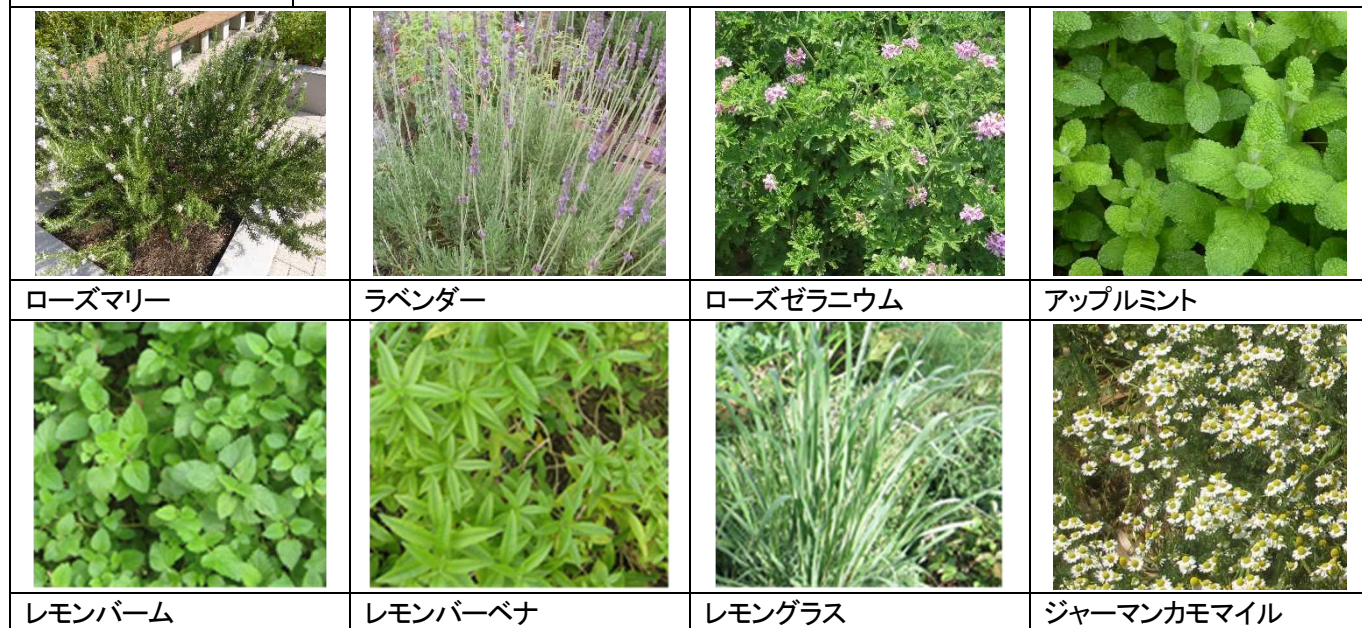 ローズマリー
ラベンダー
ローズゼラニウム
アップルミント
レモンバーム
レモンバーベナ
レモングラス
ジャーマンカモマイル